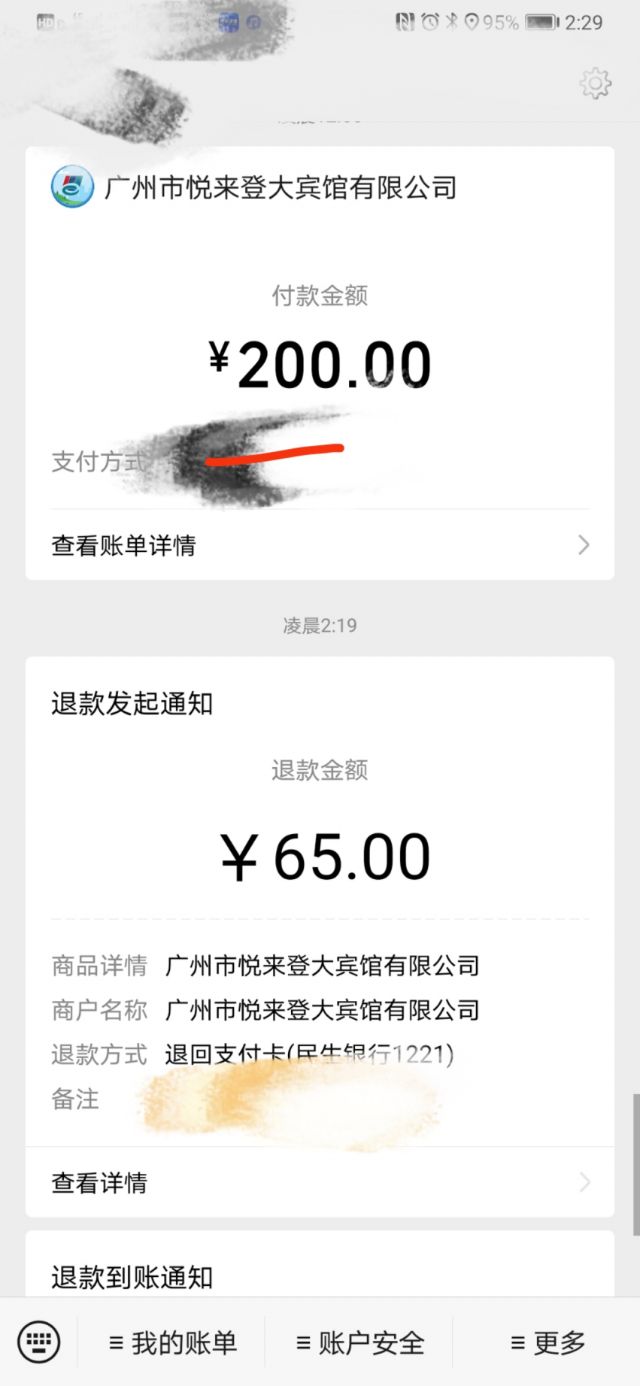 HD
95% 2:29
广州市悦来登大宾馆有限公司
付款金额
¥200.00
支付方式
查看账单详情
凌晨2:19
退款发起通知
退款金额
￥65.00
商品详情 广州市悦来登大宾馆有限公司
商户名称 广州市悦来登大宾馆有限公司
退款方式 退回支付卡(民生银行1221)
备注
查看详情
退款到账通知
我的账单 账户安全 更多